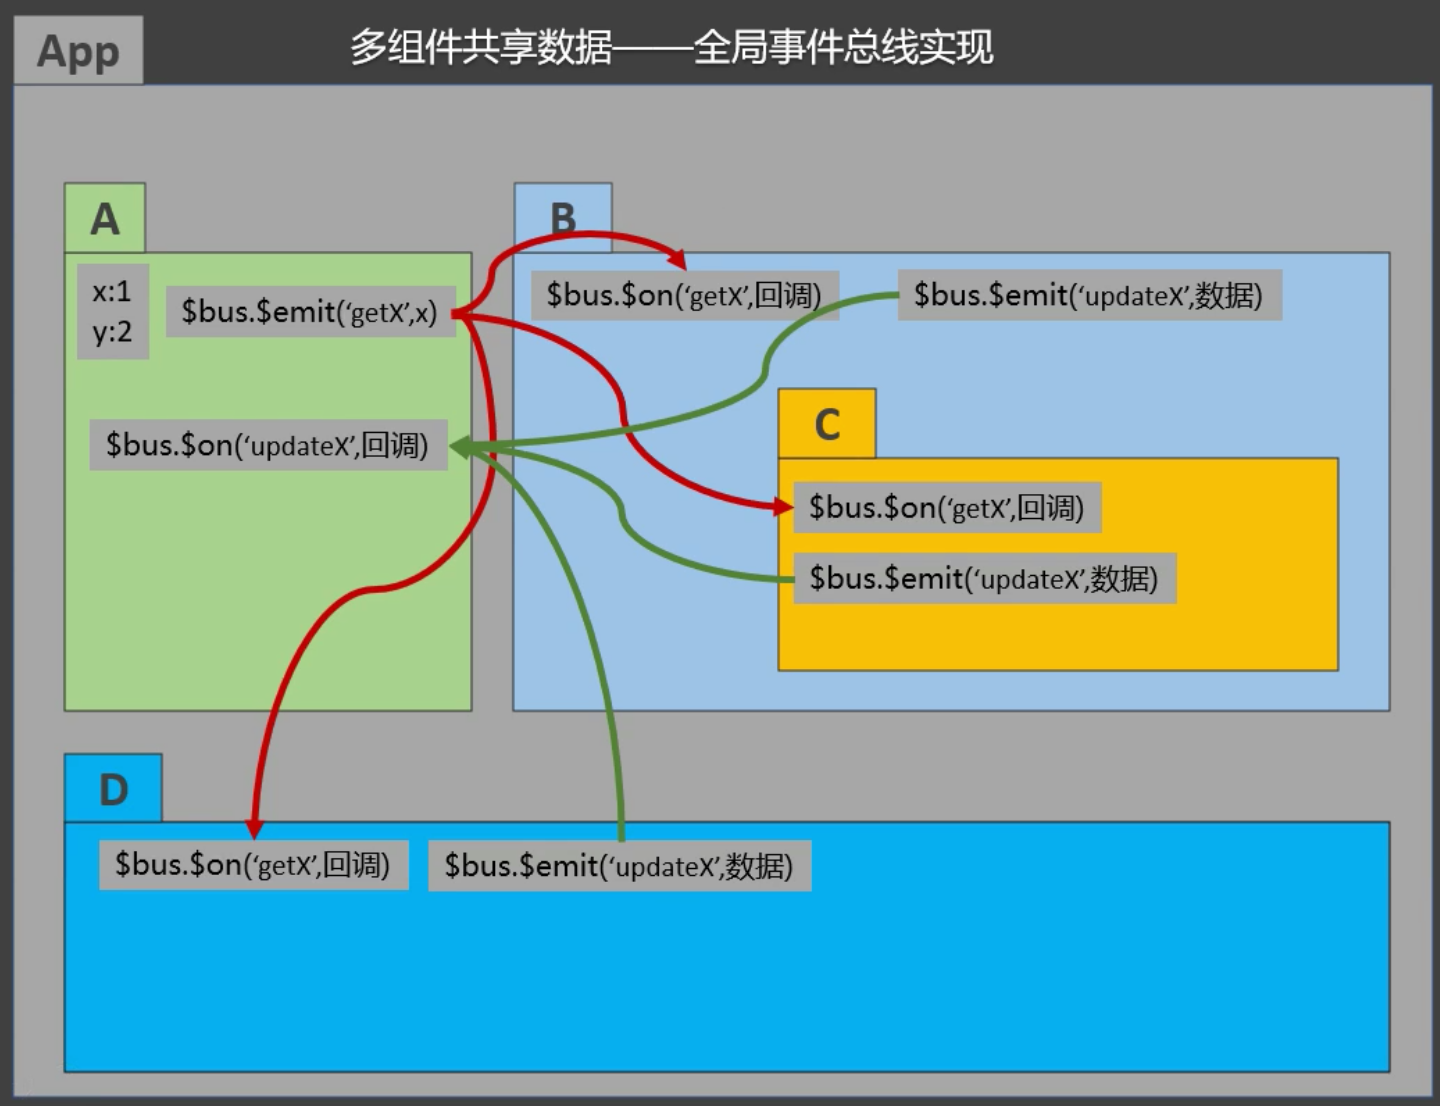 App
多组件共享数据——全局事件总线实现
A
x:1
y:2
$bus.$emit(‘getX’,x)
$bus.$on(‘updateX’,回调)
B
$bus.$on(‘getX’,回调)
$bus.$emit(‘updateX’,数据)
C
$bus.$on(‘getX’,回调)
$bus.$emit(‘updateX’,数据)
D
$bus.$on(‘getX’,回调)
$bus.$emit(‘updateX’,数据)